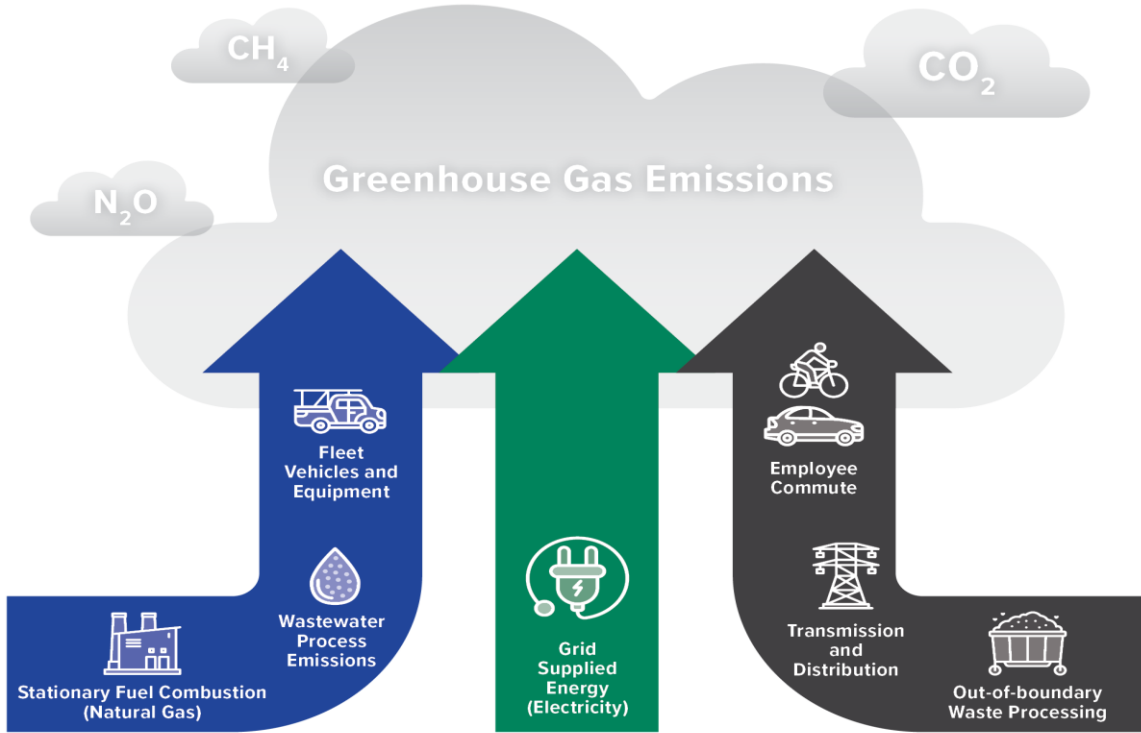 CH₄
CO₂
N₂O
Greenhouse Gas Emissions
Fleet
Vehicles and
Equipment
Wastewater
Process
Emissions
Stationary Fuel Combustion
(Natural Gas)
Grid
Supplied
Energy
(Electricity)
Employee
Commute
Transmission
and
Distribution
Out-of-boundary
Waste Processing